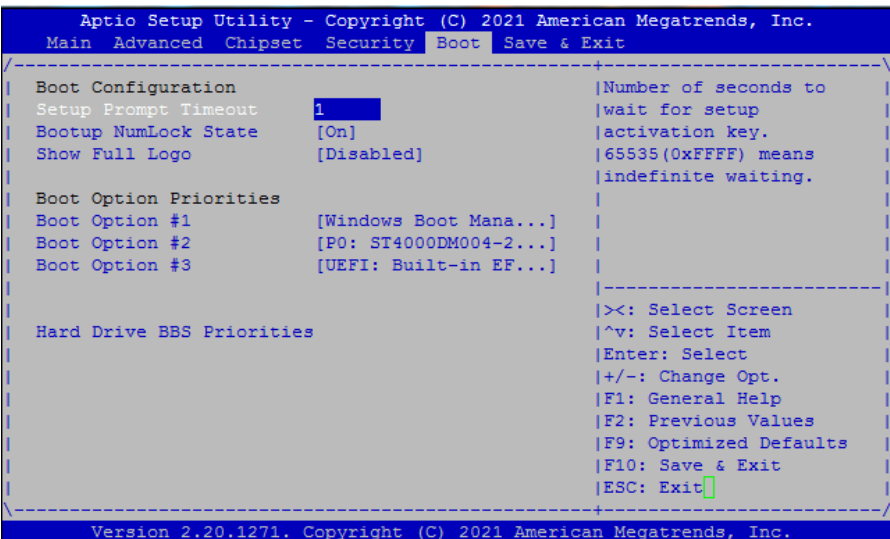 Aptio Setup Utility - Copyright (C) 2021 American Megatrends, Inc.
Main Advanced Chipset Security Boot Save & Exit
Boot Configuration |Number of seconds to
Setup Prompt Timeout 1 |wait for setup
Bootup NumLock State [On] |activation key.
Show Full Logo [Disabled] |65535(0xFFFF) means
|indefinite waiting.
Boot Option Priorities
Boot Option #1 [Windows Boot Mana...]
Boot Option #2 [P0: ST4000DM004-2...]
Boot Option #3 [UEFI: Built-in EF...]
|><: Select Screen
Hard Drive BBS Priorities |^v: Select Item
|Enter: Select
|+/-: Change Opt.
|F1: General Help
|F2: Previous Values
|F9: Optimized Defaults
|F10: Save & Exit
|ESC: Exit
Version 2.20.1271. Copyright (C) 2021 American Megatrends, Inc.